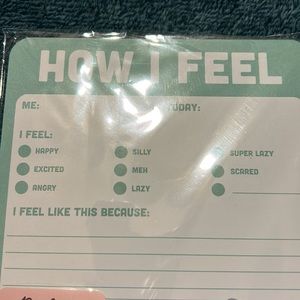 HOW I FEEL
ME: TODAY:
I FEEL:
HAPPY SILLY SUPER LAZY
EXCITED MEH SCARED
ANGRY LAZY
I FEEL LIKE THIS BECAUSE: